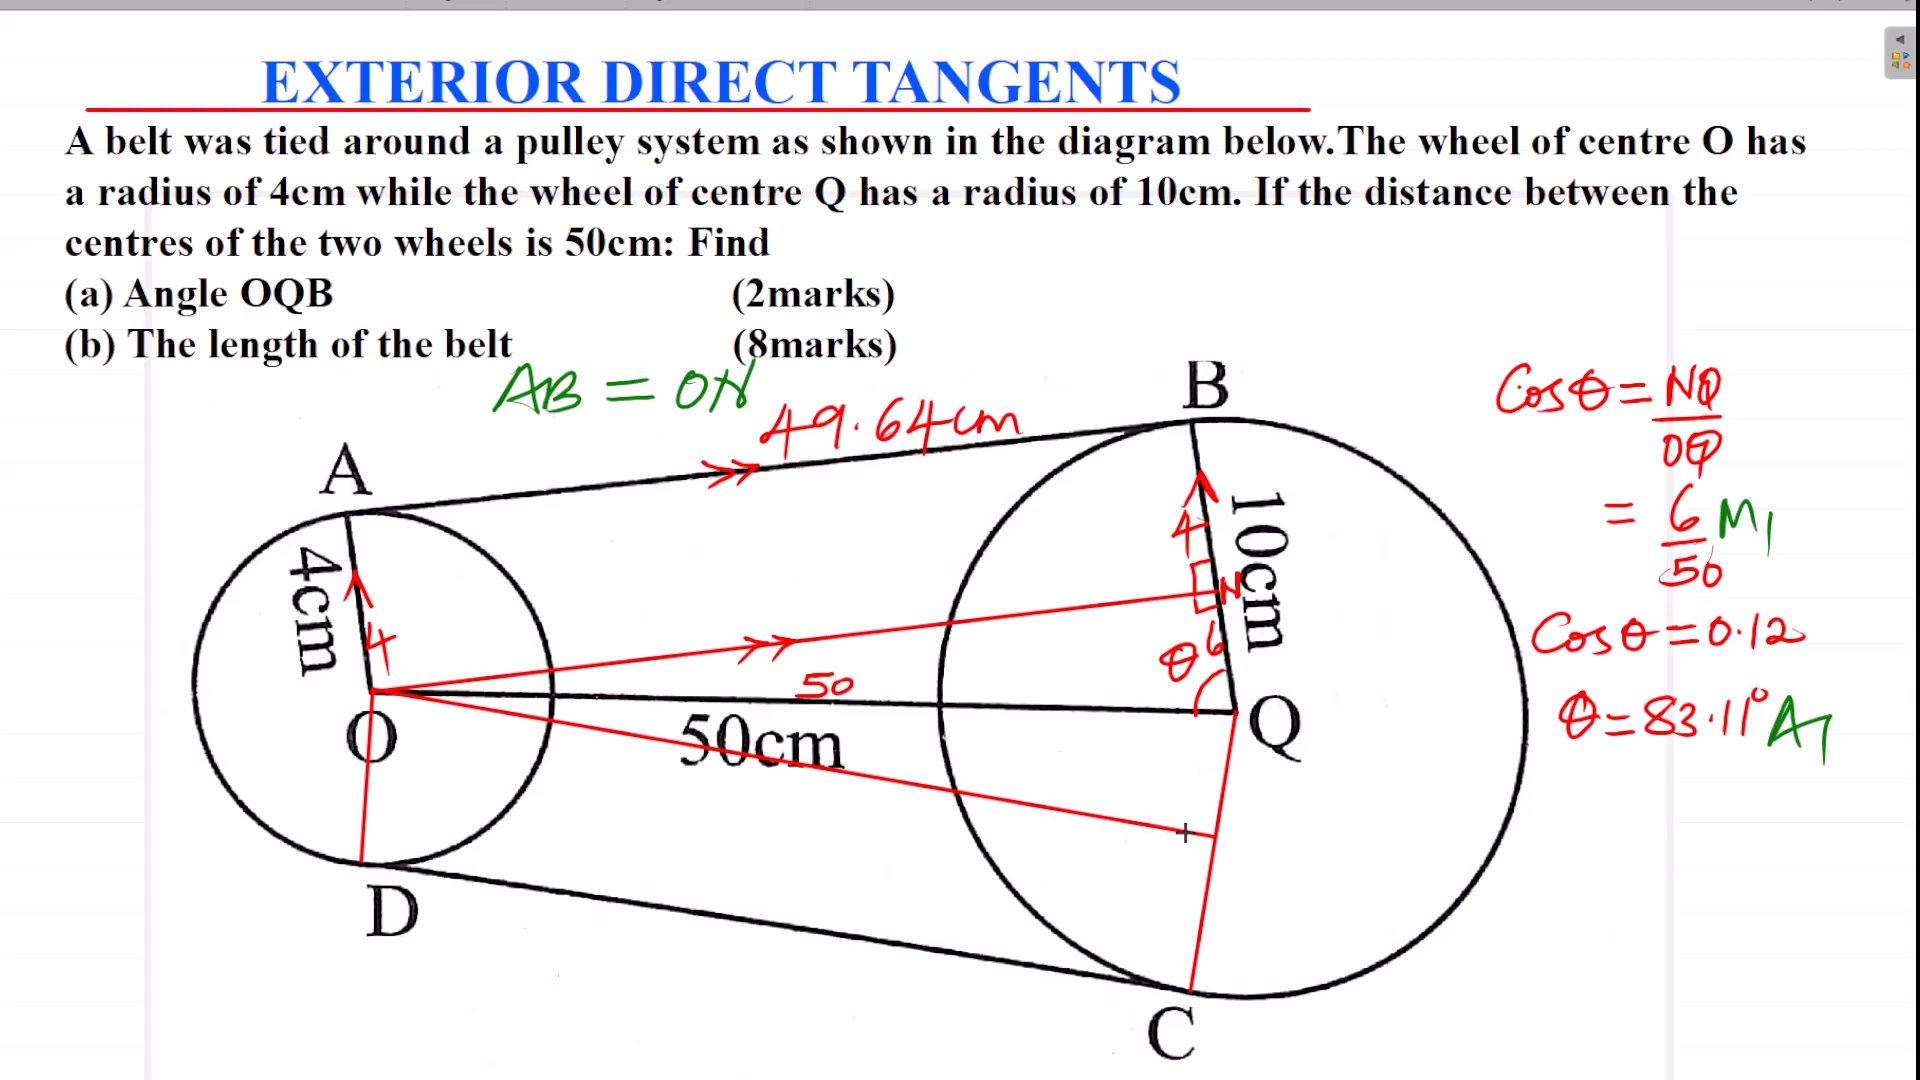 EXTERIOR DIRECT TANGENTS
A belt was tied around a pulley system as shown in the diagram below.The wheel of centre O has
a radius of 4cm while the wheel of centre Q has a radius of 10cm. If the distance between the
centres of the two wheels is 50cm: Find
(a) Angle OQB (2marks)
(b) The length of the belt (8marks)
AB = ON
49.64cm
A
B
4cm
4
O
D
50
50cm
4
N
6
θ
10cm
Q
C
Cosθ = NQ
OQ
= 6 M1
50
Cosθ = 0.12
θ = 83.11° A1